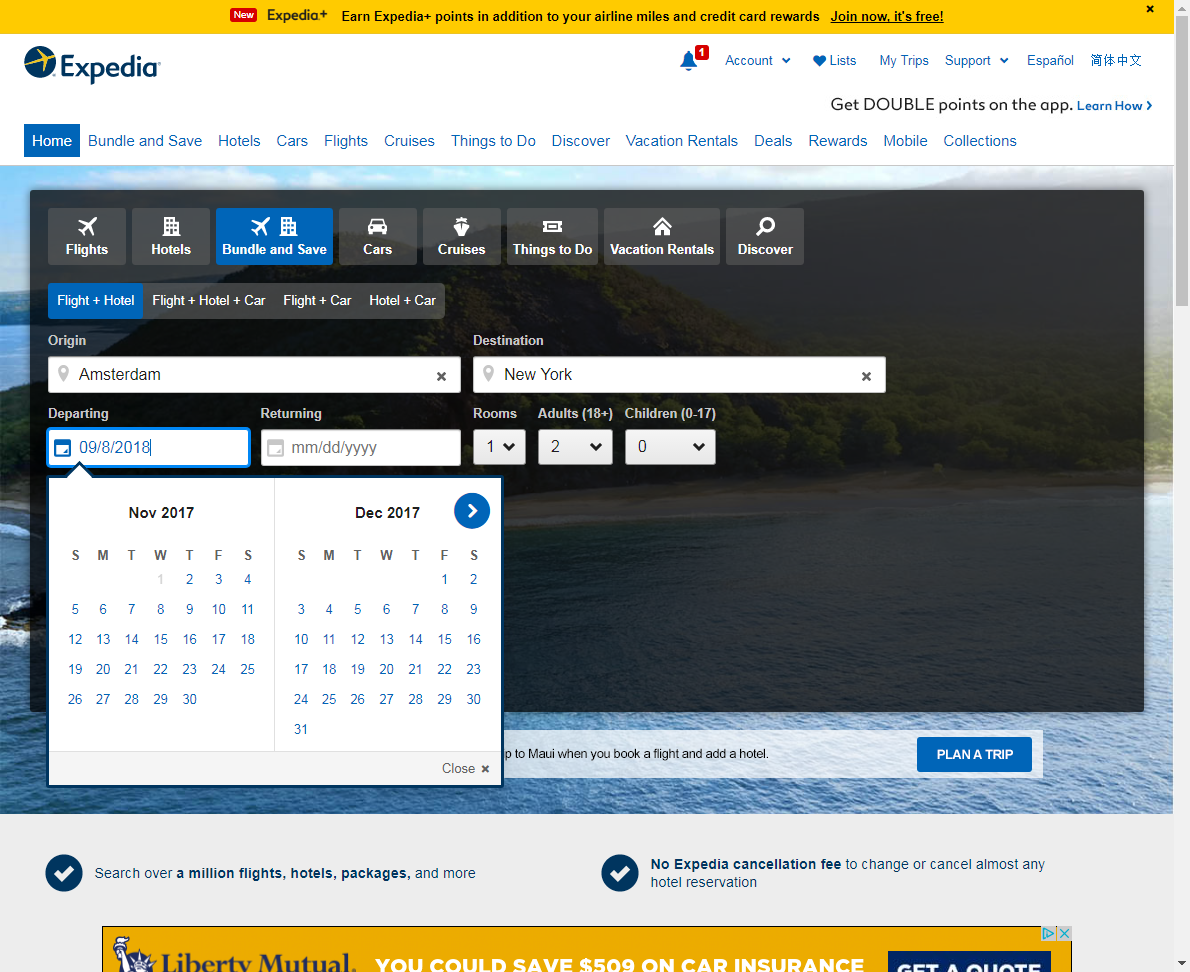 New Expedia+ Earn Expedia+ points in addition to your airline miles and credit card rewards Join now, it's free!
Expedia
1 Account Lists My Trips Support Español 简体中文
Get DOUBLE points on the app. Learn How
Home Bundle and Save Hotels Cars Flights Cruises Things to Do Discover Vacation Rentals Deals Rewards Mobile Collections
Flights Hotels Bundle and Save Cars Cruises Things to Do Vacation Rentals Discover
Flight + Hotel Flight + Hotel + Car Flight + Car Hotel + Car
Origin Destination
Amsterdam New York
Departing Returning Rooms Adults (18+) Children (0-17)
09/8/2018 mm/dd/yyyy 1 2 0
Nov 2017 Dec 2017
S M T W T F S S M T W T F S
1 2 3 4 1 2
5 6 7 8 9 10 11 3 4 5 6 7 8 9
12 13 14 15 16 17 18 10 11 12 13 14 15 16
19 20 21 22 23 24 25 17 18 19 20 21 22 23
26 27 28 29 30 24 25 26 27 28 29 30
31
p to Maui when you book a flight and add a hotel. PLAN A TRIP
Close
Search over a million flights, hotels, packages, and more
No Expedia cancellation fee to change or cancel almost any
hotel reservation
Liberty Mutual. YOU COULD SAVE $509 ON CAR INSURANCE GET A QUOTE